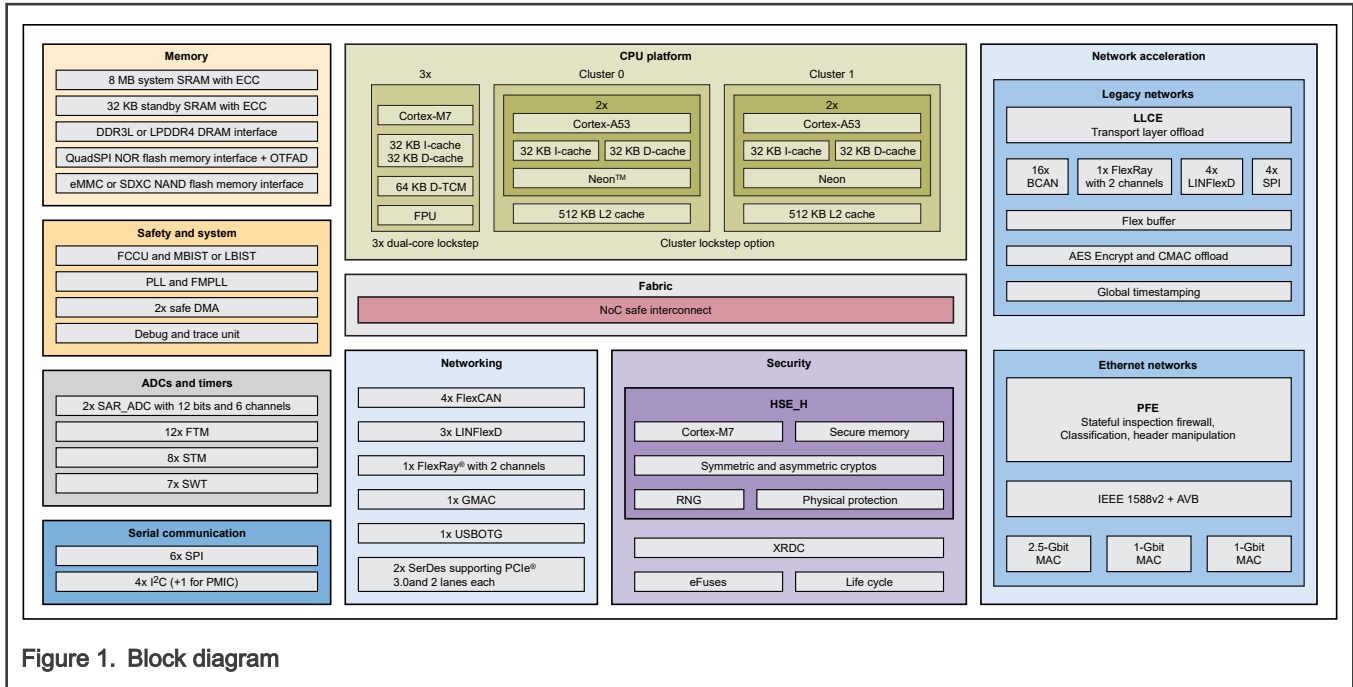 Memory
8 MB system SRAM with ECC
32 KB standby SRAM with ECC
DDR3L or LPDDR4 DRAM interface
QuadSPI NOR flash memory interface + OTFAD
eMMC or SDXC NAND flash memory interface
Safety and system
FCCU and MBIST or LBIST
PLL and FMPLL
2x safe DMA
Debug and trace unit
ADCs and timers
2x SAR_ADC with 12 bits and 6 channels
12x FTM
8x STM
7x SWT
Serial communication
6x SPI
4x I²C (+1 for PMIC)
CPU platform
3x
Cortex-M7
32 KB I-cache
32 KB D-cache
64 KB D-TCM
FPU
3x dual-core lockstep
Cluster 0
2x
Cortex-A53
32 KB I-cache
32 KB D-cache
Neon™
512 KB L2 cache
Cluster 1
2x
Cortex-A53
32 KB I-cache
32 KB D-cache
Neon
512 KB L2 cache
Cluster lockstep option
Fabric
NoC safe interconnect
Networking
4x FlexCAN
3x LINFlexD
1x FlexRay® with 2 channels
1x GMAC
1x USBOTG
2x SerDes supporting PCIe®
3.0and 2 lanes each
Security
HSE_H
Cortex-M7
Secure memory
Symmetric and asymmetric cryptos
RNG
Physical protection
XRDC
eFuses
Life cycle
Network acceleration
Legacy networks
LLCE
Transport layer offload
16x
BCAN
1x FlexRay
with 2 channels
4x
LINFlexD
4x
SPI
Flex buffer
AES Encrypt and CMAC offload
Global timestamping
Ethernet networks
PFE
Stateful inspection firewall,
Classification, header manipulation
IEEE 1588v2 + AVB
2.5-Gbit
MAC
1-Gbit
MAC
1-Gbit
MAC
Figure 1. Block diagram